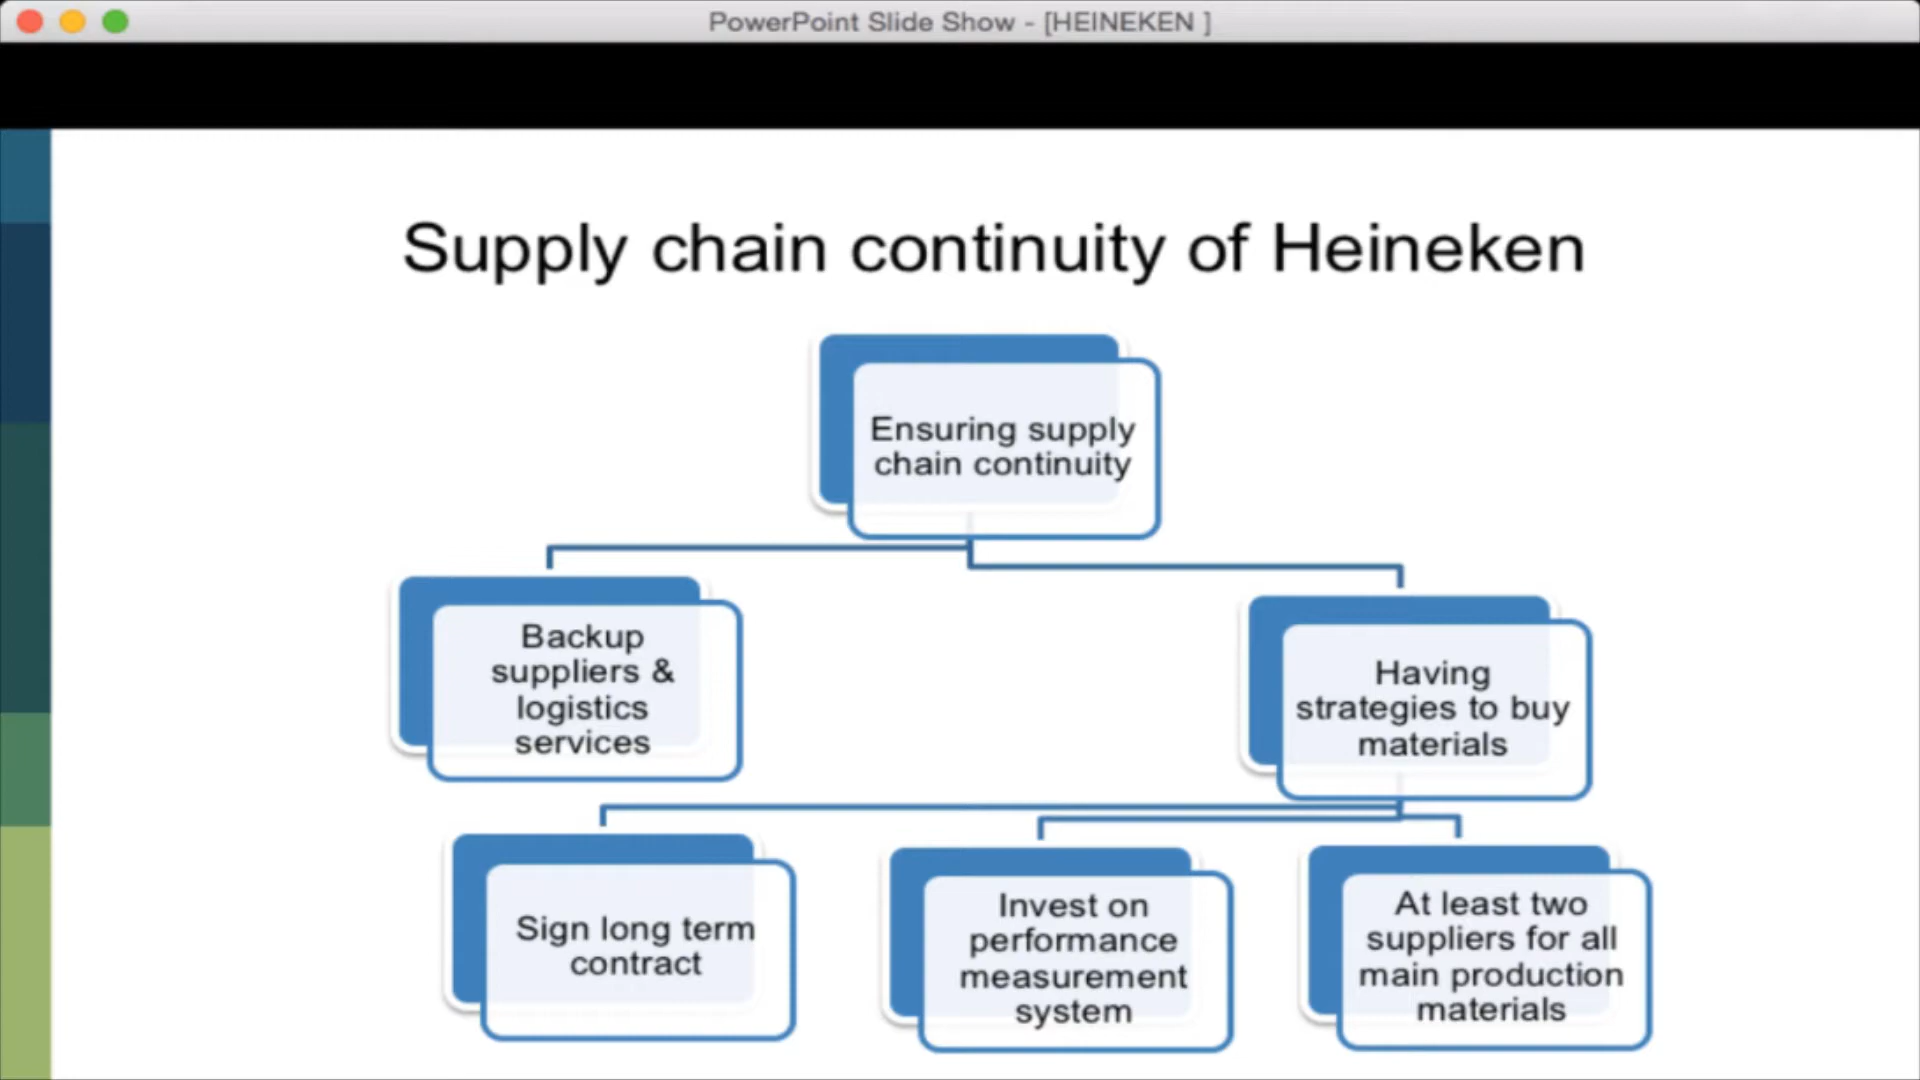 PowerPoint Slide Show - [HEINEKEN ]
Supply chain continuity of Heineken
Ensuring supply
chain continuity
Backup
suppliers &
logistics
services
Having
strategies to buy
materials
Sign long term
contract
Invest on
performance
measurement
system
At least two
suppliers for all
main production
materials